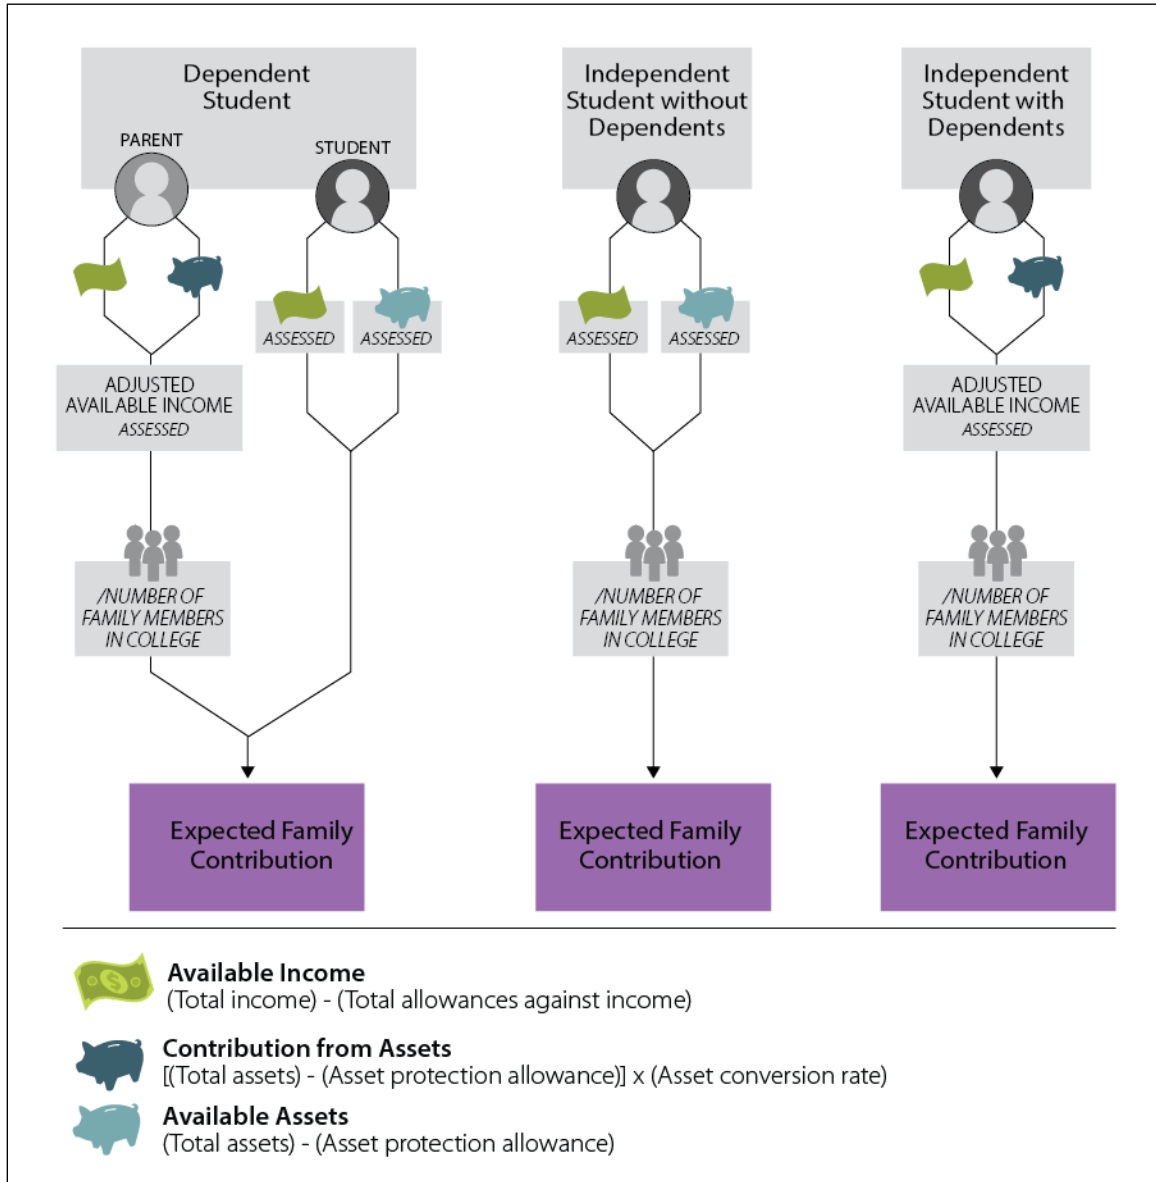 Dependent
Student
PARENT
STUDENT
ASSESSED
ASSESSED
ADJUSTED
AVAILABLE INCOME
ASSESSED
/NUMBER OF
FAMILY MEMBERS
IN COLLEGE
Expected Family
Contribution
Independent
Student without
Dependents
ASSESSED
ASSESSED
/NUMBER OF
FAMILY MEMBERS
IN COLLEGE
Expected Family
Contribution
Independent
Student with
Dependents
ADJUSTED
AVAILABLE INCOME
ASSESSED
/NUMBER OF
FAMILY MEMBERS
IN COLLEGE
Expected Family
Contribution
$
Available Income
(Total income) - (Total allowances against income)
Contribution from Assets
[(Total assets) - (Asset protection allowance)] x (Asset conversion rate)
Available Assets
(Total assets) - (Asset protection allowance)